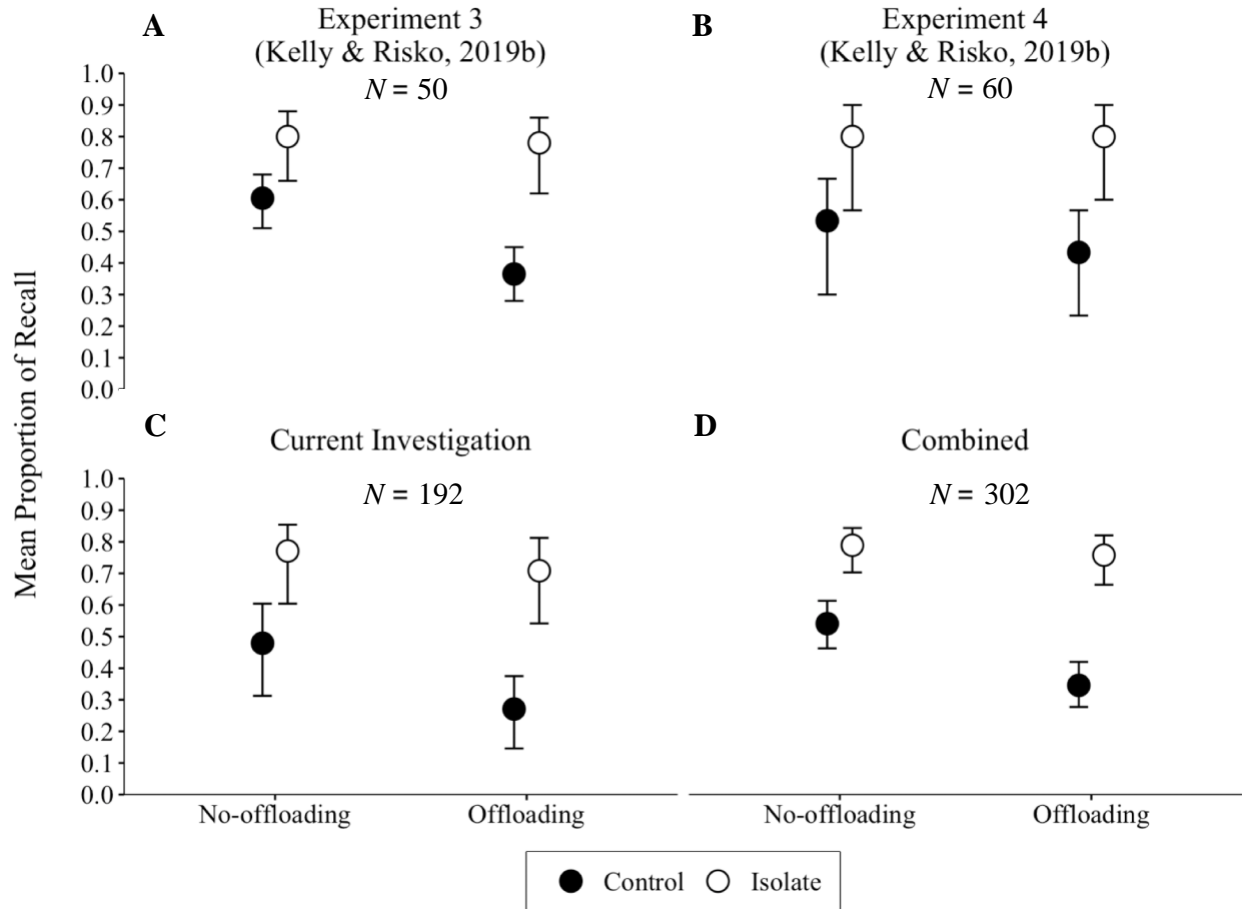 A
Experiment 3
(Kelly & Risko, 2019b)
N = 50
B
Experiment 4
(Kelly & Risko, 2019b)
N = 60
1.0
0.9
0.8
0.7
0.6
0.5
0.4
0.3
0.2
0.1
0.0
Mean Proportion of Recall
C
Current Investigation
N = 192
D
Combined
N = 302
1.0
0.9
0.8
0.7
0.6
0.5
0.4
0.3
0.2
0.1
0.0
No-offloading
Offloading
No-offloading
Offloading
Control
Isolate